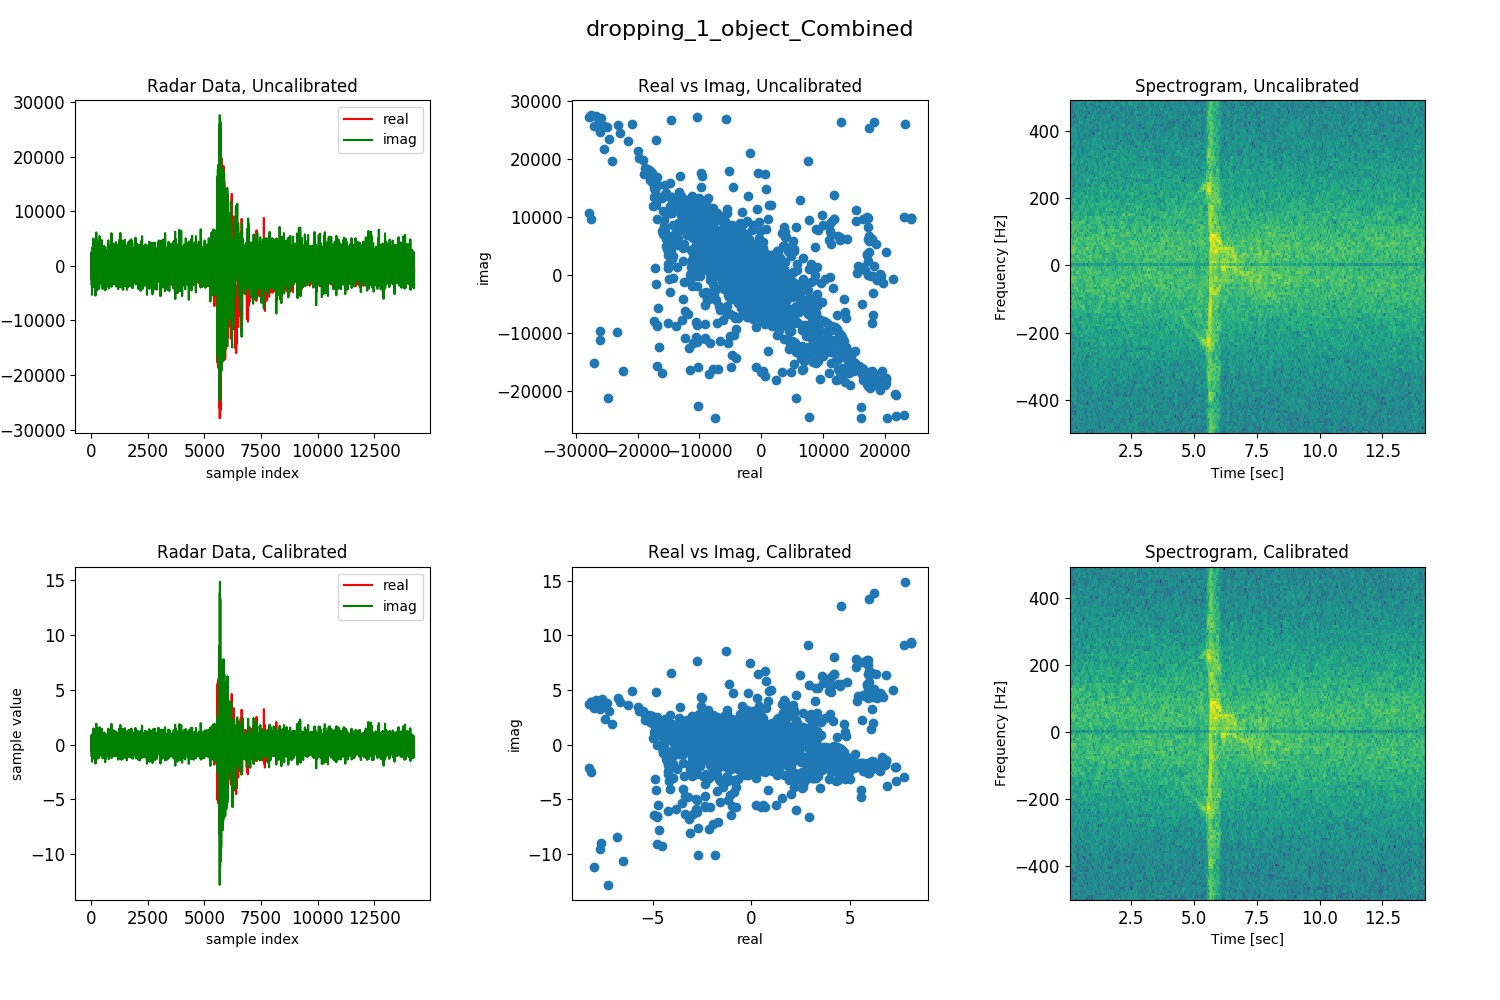 dropping_1_object_Combined
Radar Data, Uncalibrated
30000
20000
10000
0
−10000
−20000
−30000
real
imag
0 2500 5000 7500 10000 12500
sample index
Real vs Imag, Uncalibrated
imag
30000
20000
10000
0
−10000
−20000
−30000 −20000 −10000 0 10000 20000
real
Spectrogram, Uncalibrated
Frequency [Hz]
400
200
0
−200
−400
2.5 5.0 7.5 10.0 12.5
Time [sec]
Radar Data, Calibrated
sample value
15
10
5
0
−5
−10
real
imag
0 2500 5000 7500 10000 12500
sample index
Real vs Imag, Calibrated
imag
15
10
5
0
−5
−10
−5 0 5
real
Spectrogram, Calibrated
Frequency [Hz]
400
200
0
−200
−400
2.5 5.0 7.5 10.0 12.5
Time [sec]